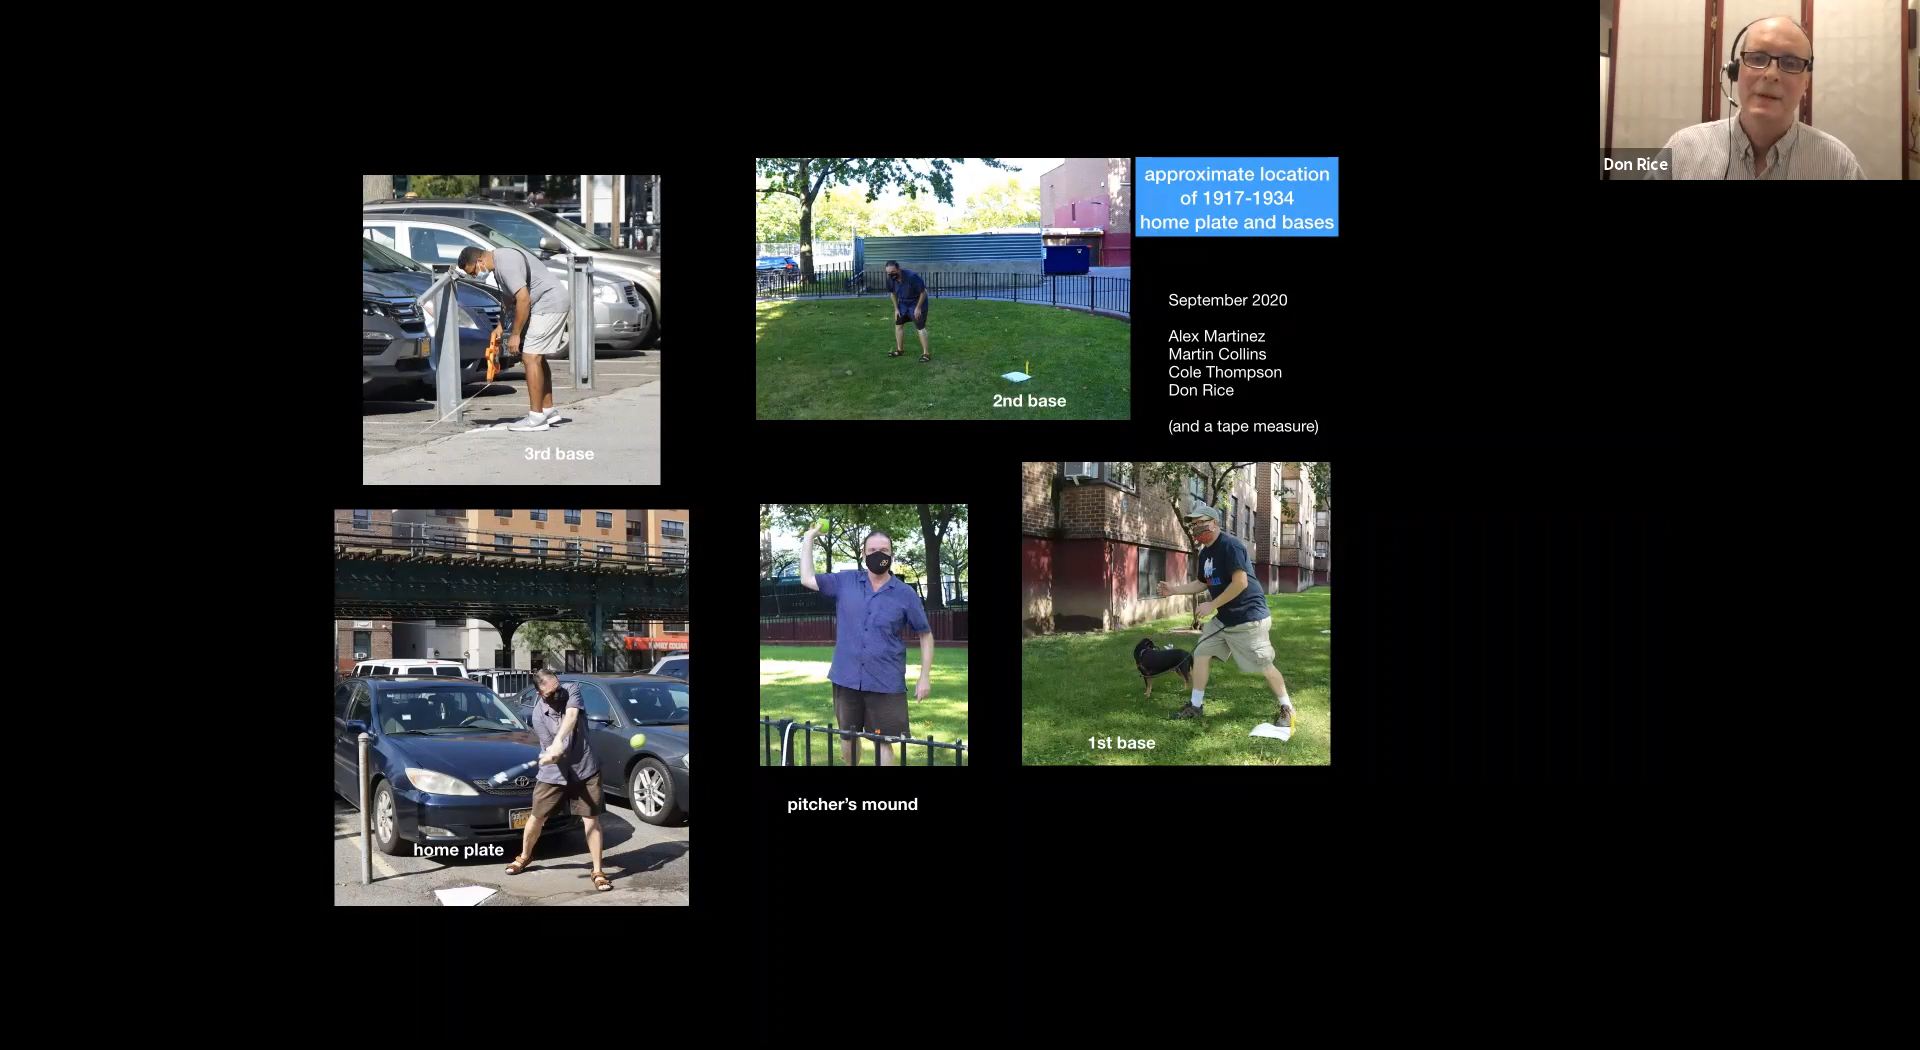 Don Rice
approximate location
of 1917-1934
home plate and bases
September 2020
Alex Martinez
Martin Collins
Cole Thompson
Don Rice
(and a tape measure)
2nd base
3rd base
1st base
pitcher's mound
home plate